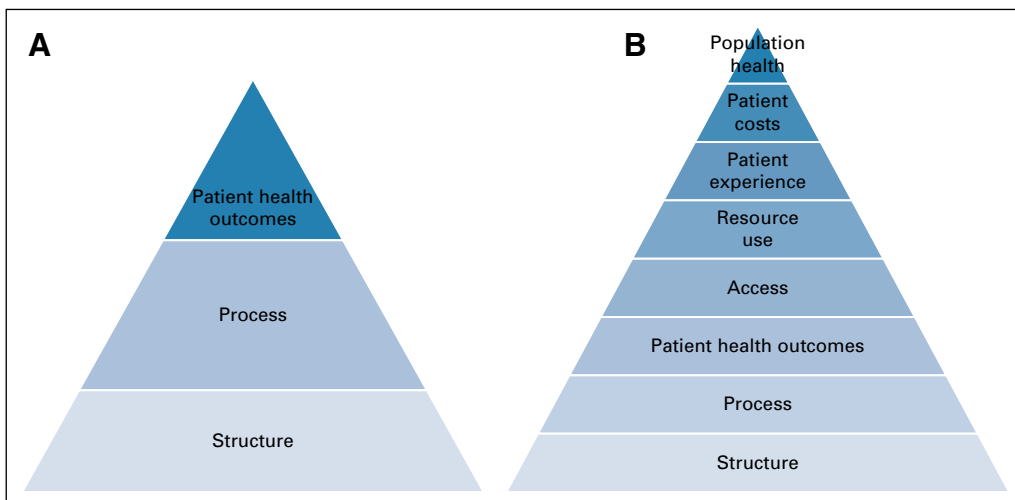 A
Patient health
outcomes
Process
Structure
B
Population
health
Patient
costs
Patient
experience
Resource
use
Access
Patient health outcomes
Process
Structure